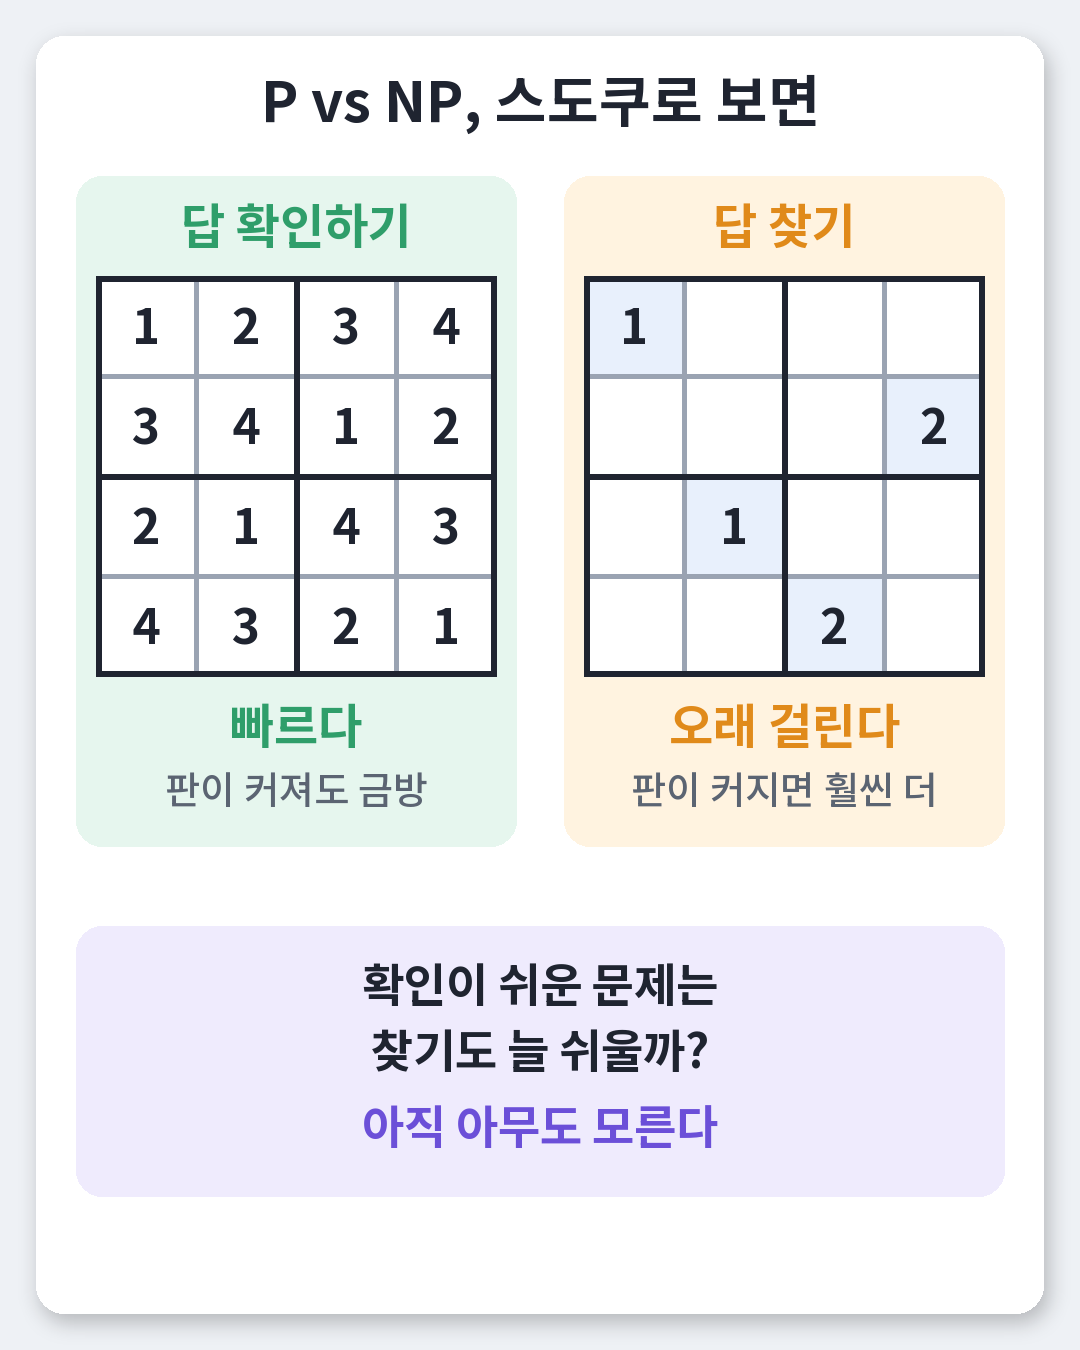 P vs NP, 스도쿠로 보면
답 확인하기
1 2 3 4
3 4 1 2
2 1 4 3
4 3 2 1
빠르다
판이 커져도 금방
답 찾기
1
2
1
2
오래 걸린다
판이 커지면 훨씬 더
확인이 쉬운 문제는
찾기도 늘 쉬울까?
아직 아무도 모른다